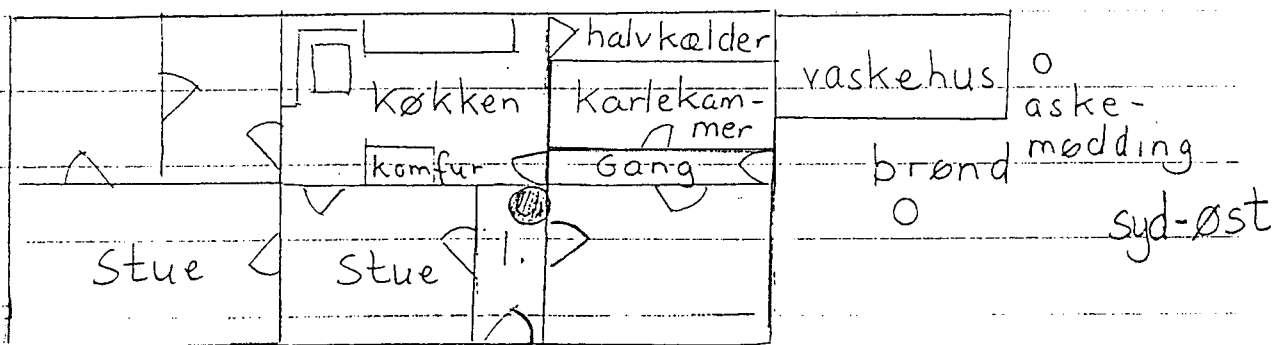 halvkælder
vaskehus
Køkken
Karlekam-
mer
aske-
mødding
komfur
Gang
brønd
syd-øst
Stue
Stue
1.